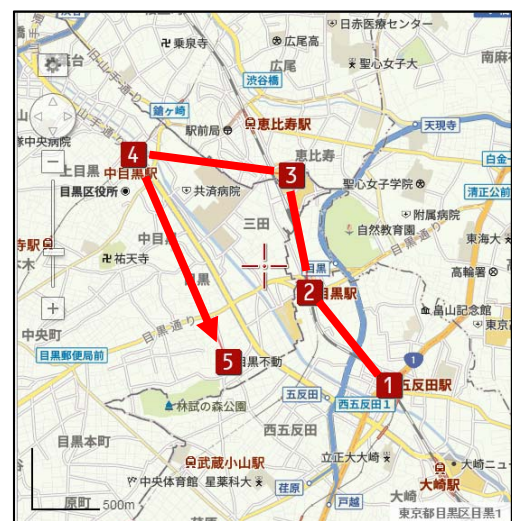 卍乗泉寺
広尾高
日赤医療センター
広尾
聖心女子大
南麻
渋谷橋
鎗ヶ崎
駅前局
恵比寿駅
天現寺
恵比寿
白金
上目黒
4
中目黒駅
3
目黒区役所
共済病院
聖心女子学院
清正公前
附属病院
三田
自然教育園
東海大
中目黒
祐天寺
目黒
目黒
高輪署
2
目黒駅
畠山記念館
中央町
目黒通り
目黒郵便局前
5
目黒不動
1
1
五反田駅
五反田
西五反田1
林試の森公園
西五反田
目黒本町
武蔵小山駅
立正大大崎
大崎ニュー
中央体育館
星薬科大
荏原
大崎駅
大崎
戸越
原町
500m
東京都目黒区目黒1